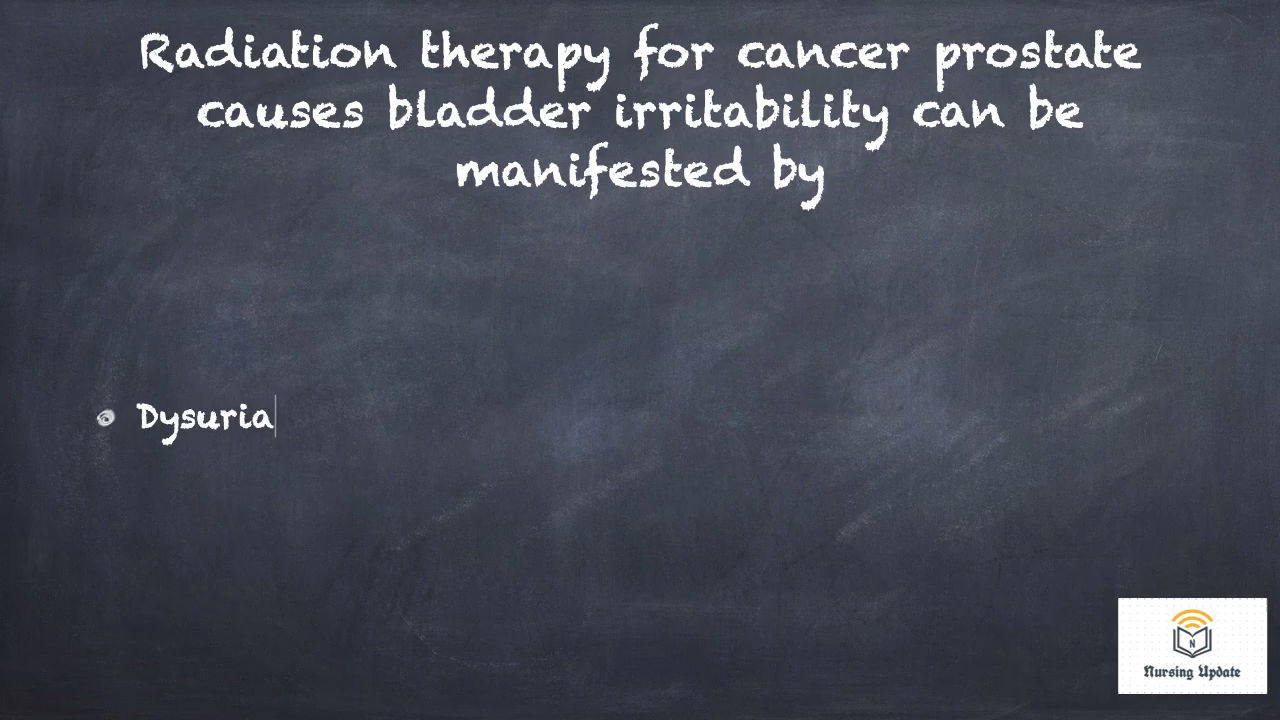 Radiation therapy for cancer prostate
causes bladder irritability can be
manifested by
Dysuria
N
Nursing Update